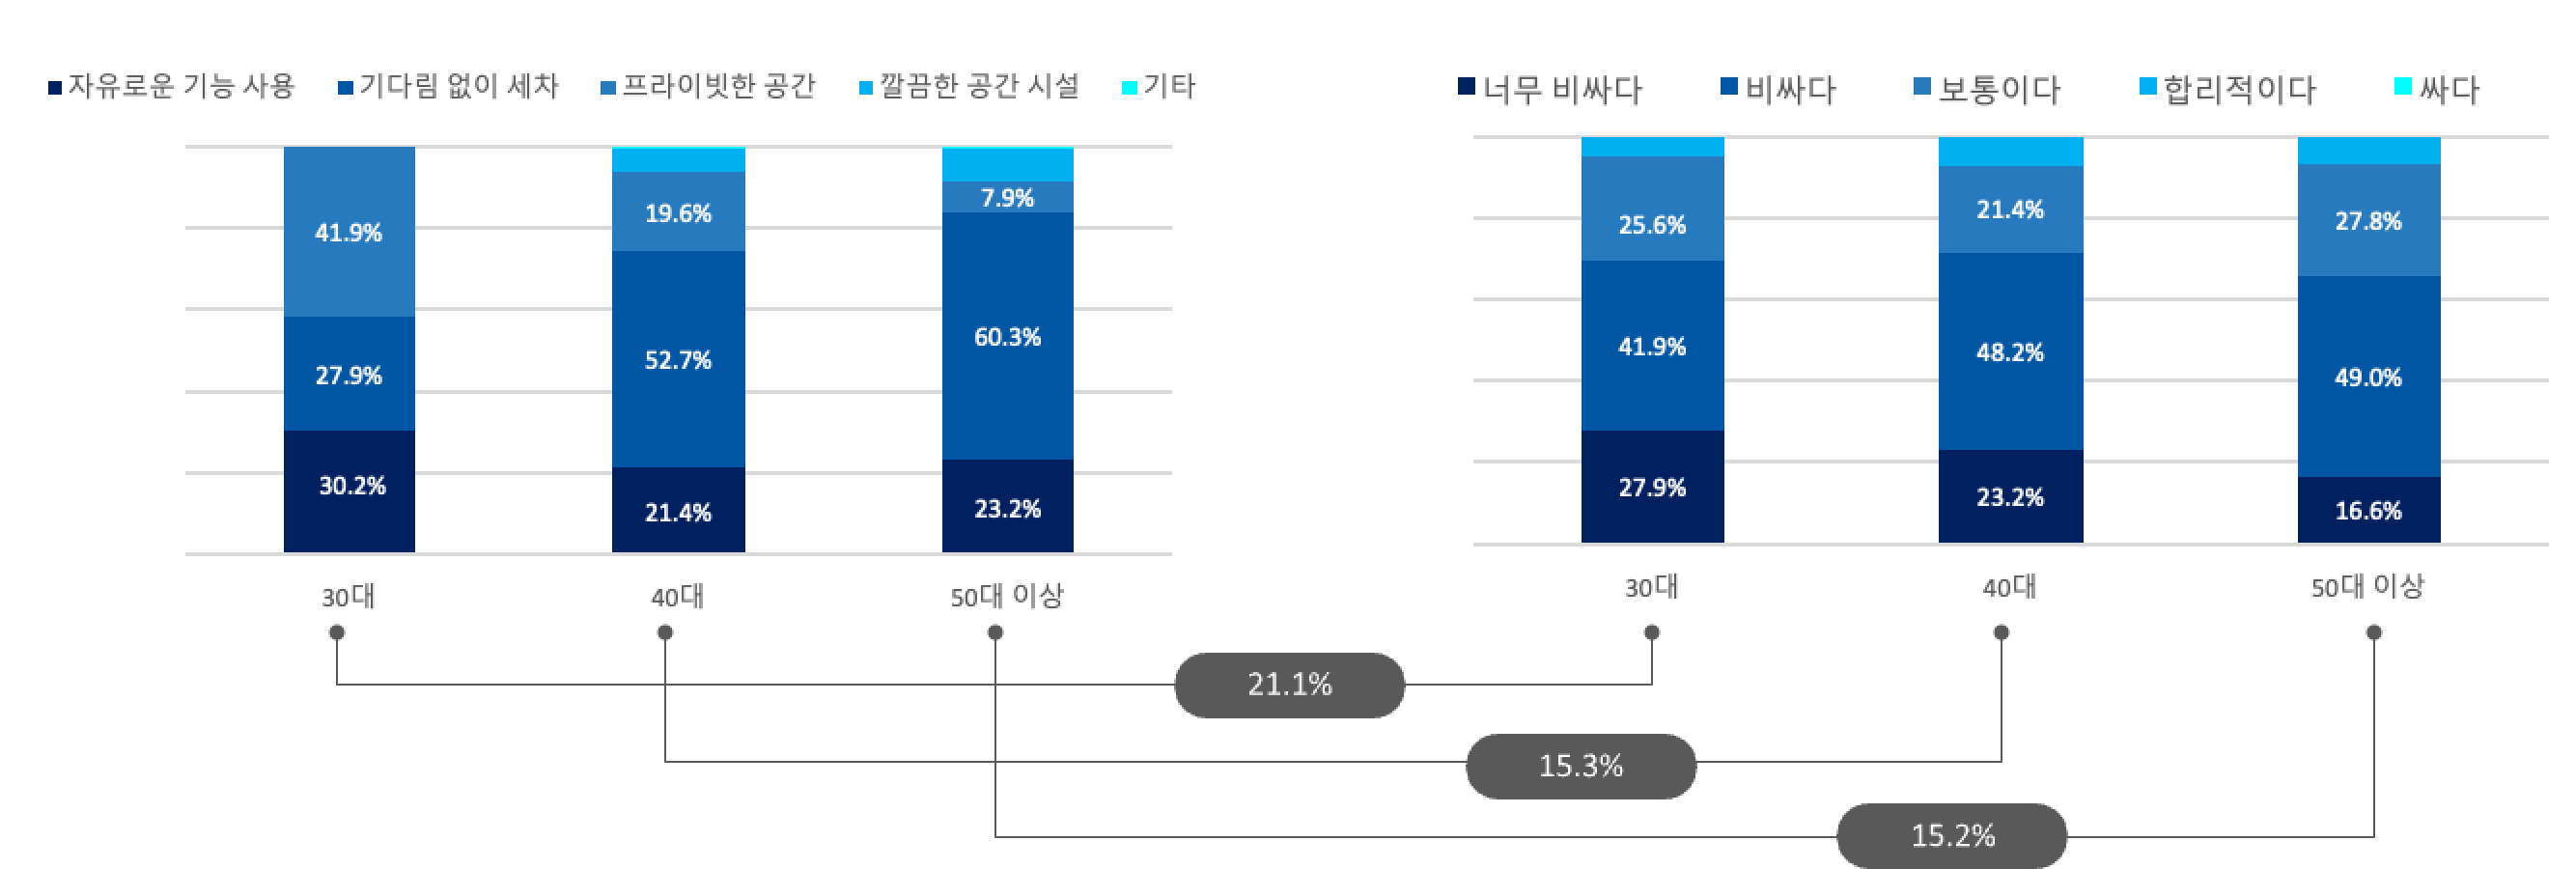 자유로운 기능 사용 기다림 없이 세차 프라이빗한 공간 깔끔한 공간 시설 기타
41.9% 19.6% 7.9%
27.9% 52.7% 60.3%
30.2% 21.4% 23.2%
30대 40대 50대 이상
너무 비싸다 비싸다 보통이다 합리적이다 싸다
25.6% 21.4% 27.8%
41.9% 48.2% 49.0%
27.9% 23.2% 16.6%
30대 40대 50대 이상
21.1%
15.3%
15.2%